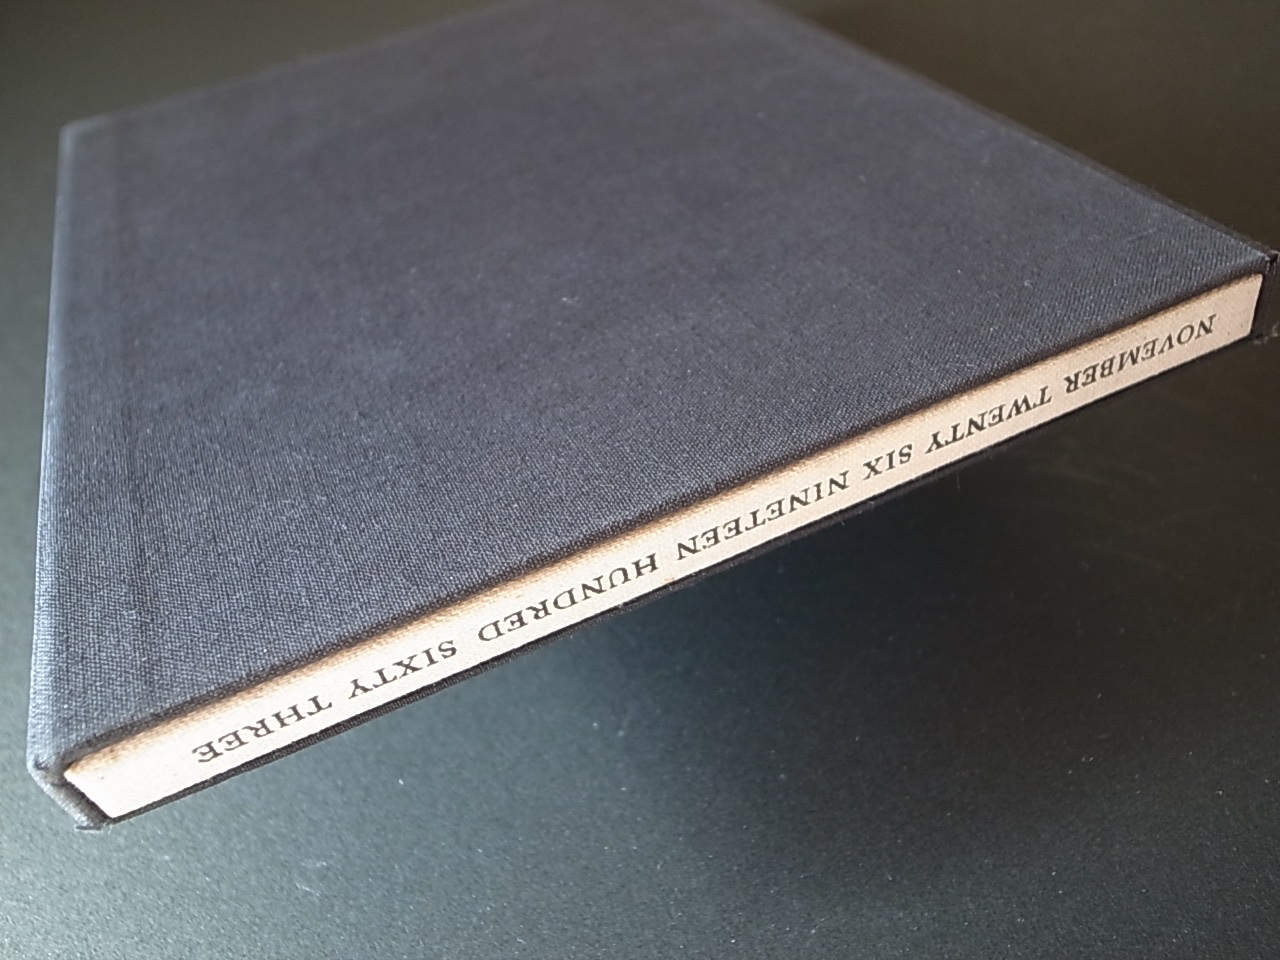 NOVEMBER TWENTY SIX NINETEEN HUNDRED SIXTY THREE